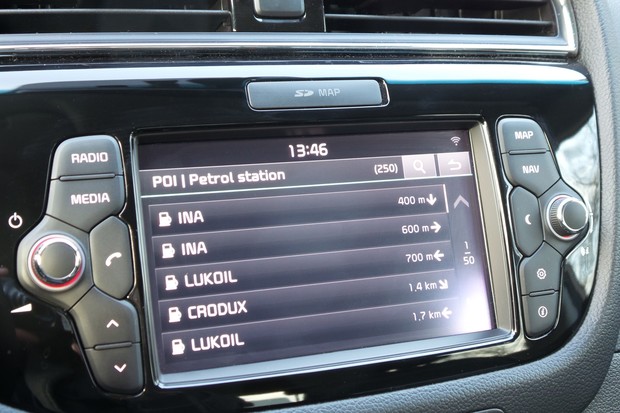 SD MAP
13:46
POI | Petrol station (250)
INA 400 m
INA 600 m
LUKOIL 700 m
CRODUX 1.4 km
LUKOIL 1.7 km
1
50
RADIO
MEDIA
MAP
NAV